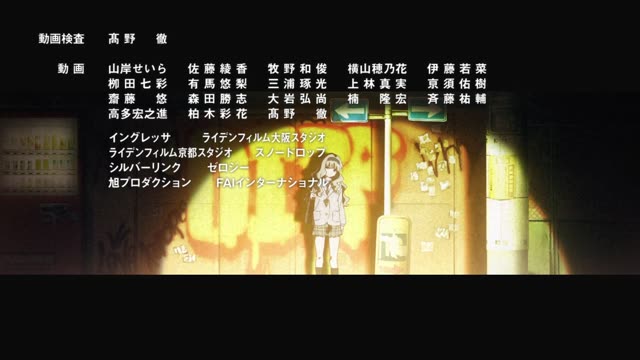 動画検査 髙野 徹
動画 山岸せいら 佐藤綾香 牧野和俊 横山穂乃花 伊藤若菜
栁田七彩 有馬悠梨 三浦琢光 上林真実 京須佑樹
齋藤 悠 森田勝志 大岩弘尚 楠 隆宏 斉藤祐輔
高多宏之進 柏木彩花 髙野 徹
イングレッサ ライデンフィルム大阪スタジオ
ライデンフィルム京都スタジオ スノードロップ
シルバーリンク ゼロシー
旭プロダクション FAIインターナショナル